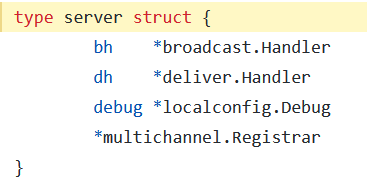 type server struct {
bh *broadcast.Handler
dh *deliver.Handler
debug *localconfig.Debug
*multichannel.Registrar
}